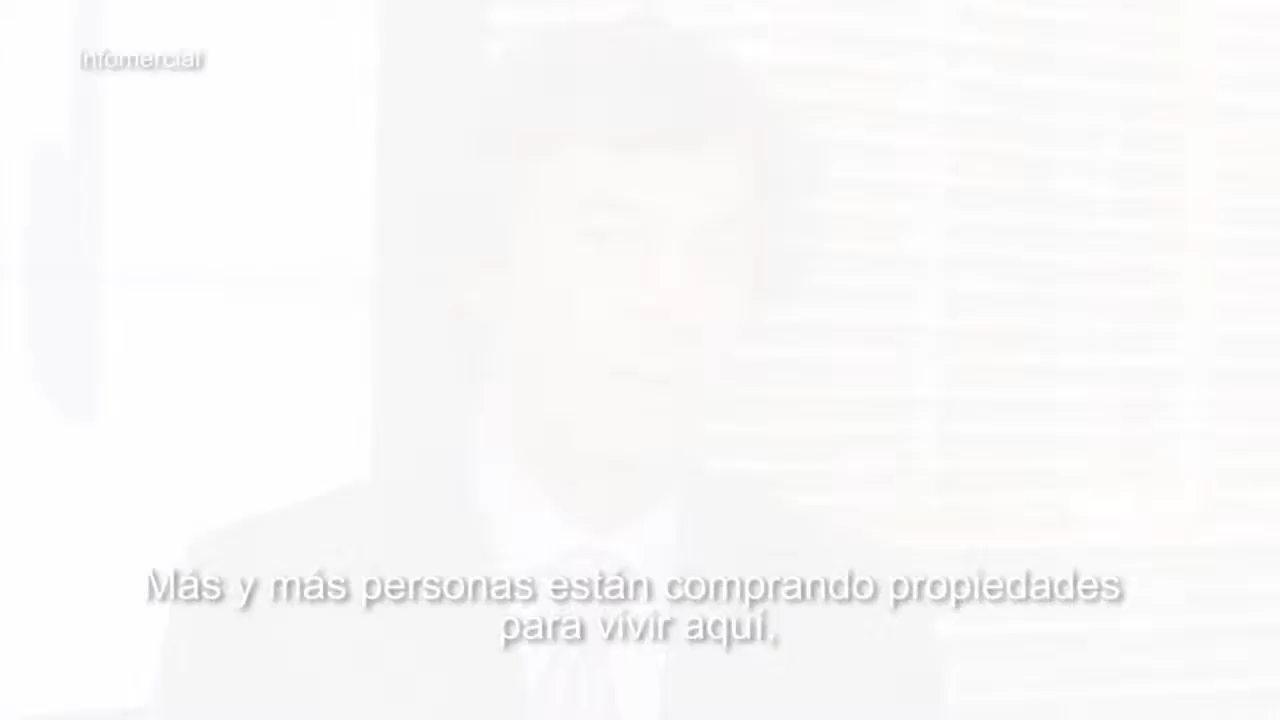 Infomercial
Más y más personas están comprando propiedades
para vivir aquí.